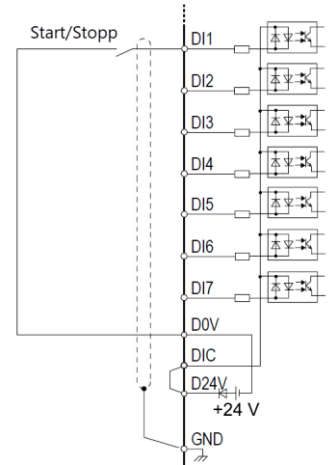 Start/Stopp
DI1
DI2
DI3
DI4
DI5
DI6
DI7
D0V
DIC
D24V
+24 V
GND